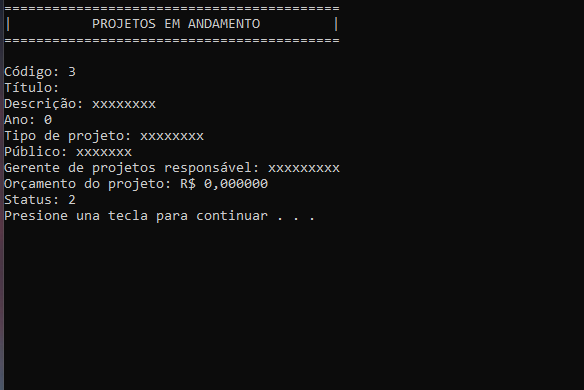 ==========================================
|          PROJETOS EM ANDAMENTO         |
==========================================
Código: 3
Título:
Descrição: xxxxxxxx
Ano: 0
Tipo de projeto: xxxxxxxx
Público: xxxxxxx
Gerente de projetos responsável: xxxxxxxxx
Orçamento do projeto: R$ 0,000000
Status: 2
Presione una tecla para continuar . . .